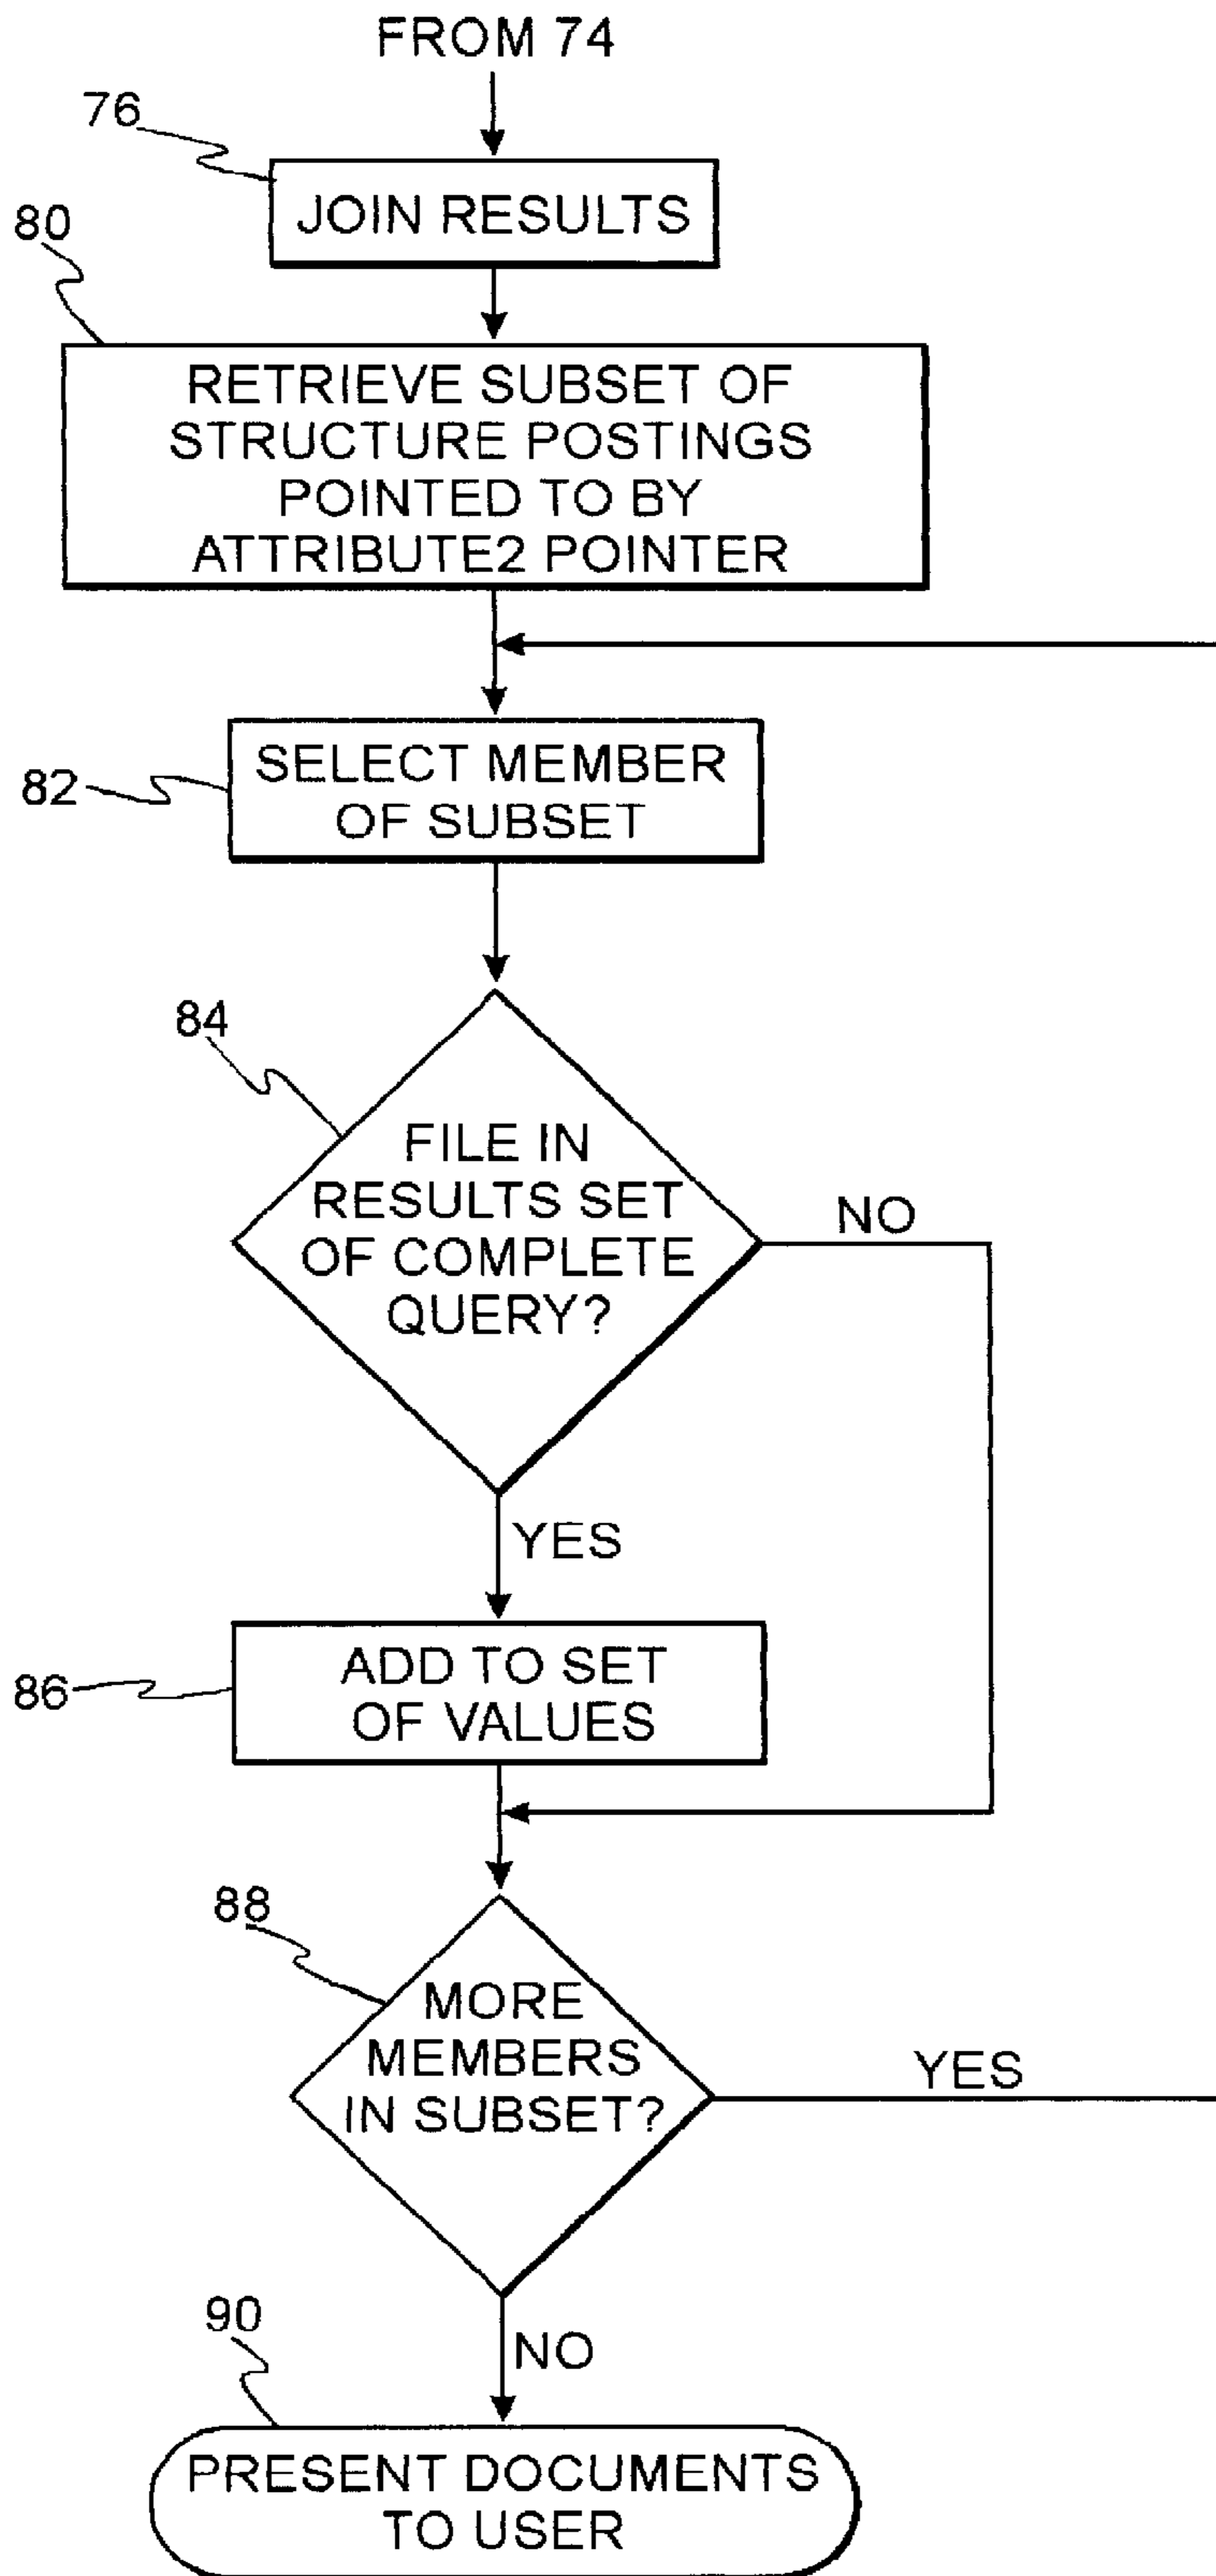 FROM 74
76
JOIN RESULTS
80
RETRIEVE SUBSET OF
STRUCTURE POSTINGS
POINTED TO BY
ATTRIBUTE2 POINTER
82
SELECT MEMBER
OF SUBSET
84
FILE IN
RESULTS SET
OF COMPLETE
QUERY?
NO
YES
86
ADD TO SET
OF VALUES
88
MORE
MEMBERS
IN SUBSET?
YES
NO
90
PRESENT DOCUMENTS
TO USER